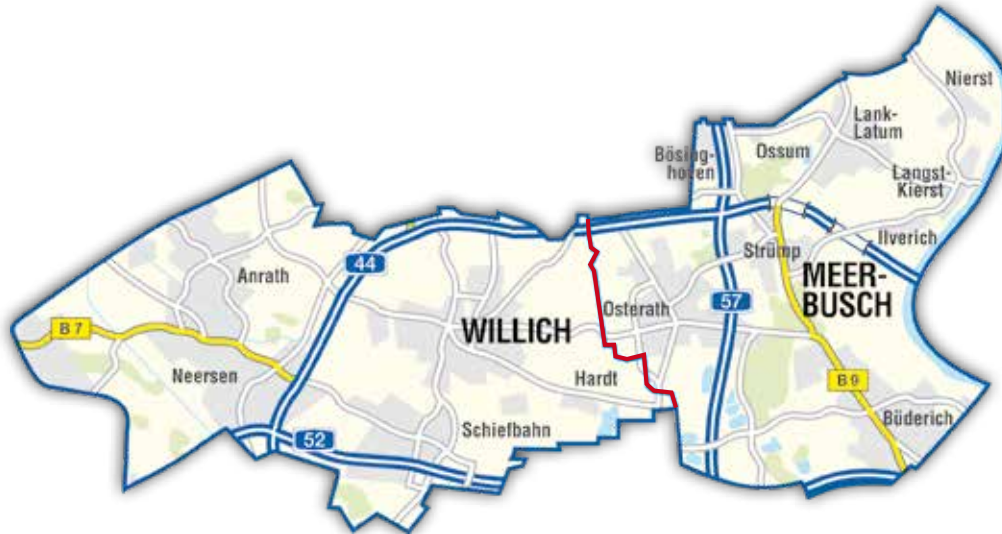 Nierst
Lank-
Latum
Bösing-
hoven
Ossum
Langst-
Kierst
Ilverich
Strümp
44
Anrath
MEER-
BUSCH
57
Osterath
B 7
WILLICH
Neersen
Hardt
B 9
Büderich
Schiefbahn
52